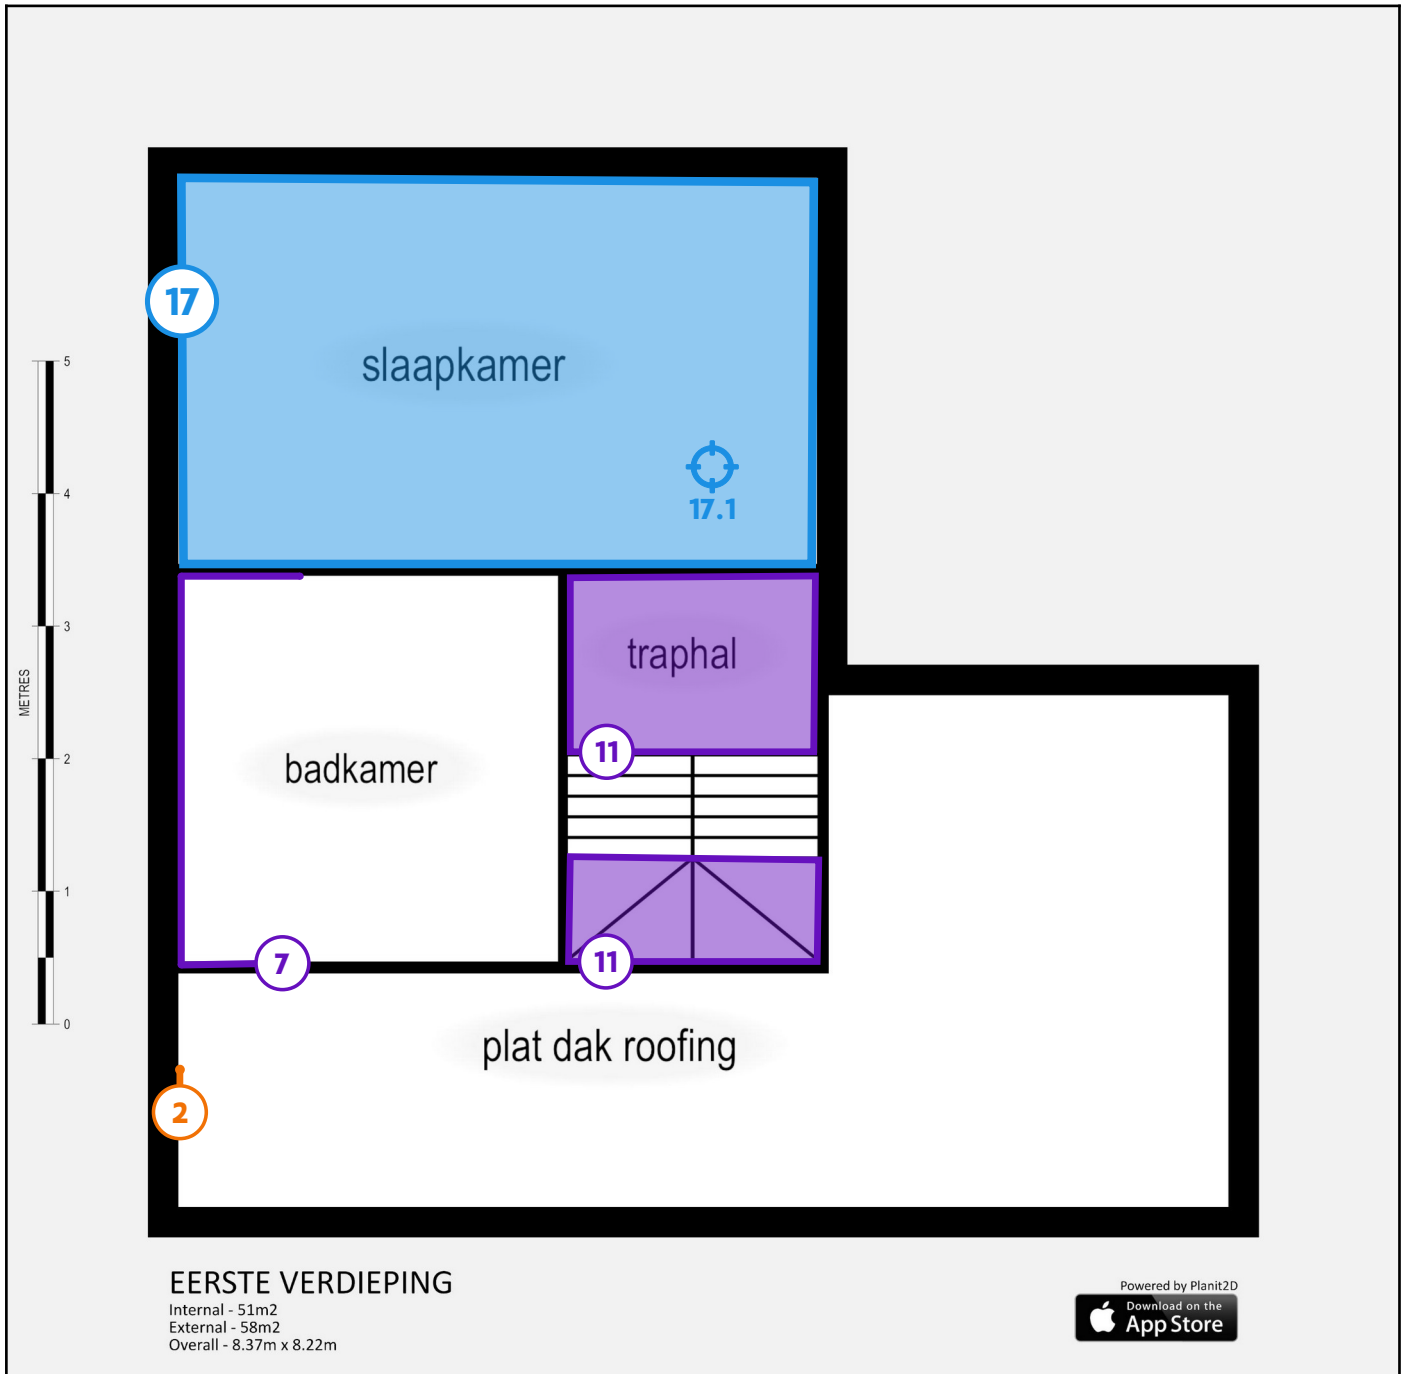 17
slaapkamer
17.1
5
4
3
2
1
0
METRES
traphal
11
badkamer
11
7
plat dak roofing
2
EERSTE VERDIEPING
Internal - 51m2
External - 58m2
Overall - 8.37m x 8.22m
Powered by Planit2D
Download on the
App Store